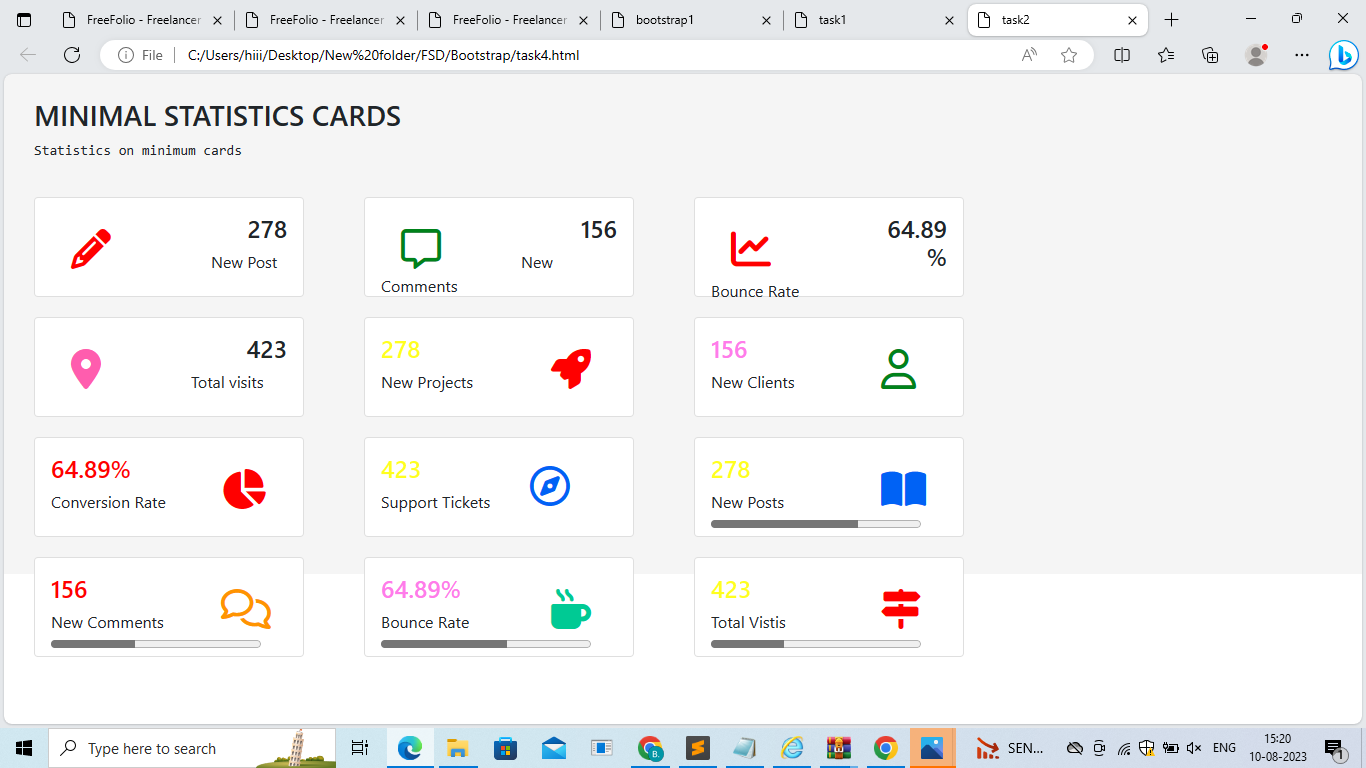 FreeFolio - Freelancer
FreeFolio - Freelancer
FreeFolio - Freelancer
bootstrap1
task1
task2
File
C:/Users/hiii/Desktop/New%20folder/FSD/Bootstrap/task4.html
MINIMAL STATISTICS CARDS
Statistics on minimum cards
278
New Post
156
New
Comments
64.89
%
Bounce Rate
423
Total visits
278
New Projects
156
New Clients
64.89%
Conversion Rate
423
Support Tickets
278
New Posts
156
New Comments
64.89%
Bounce Rate
423
Total Vistis
Type here to search
SEN...
ENG
15:20
10-08-2023
1